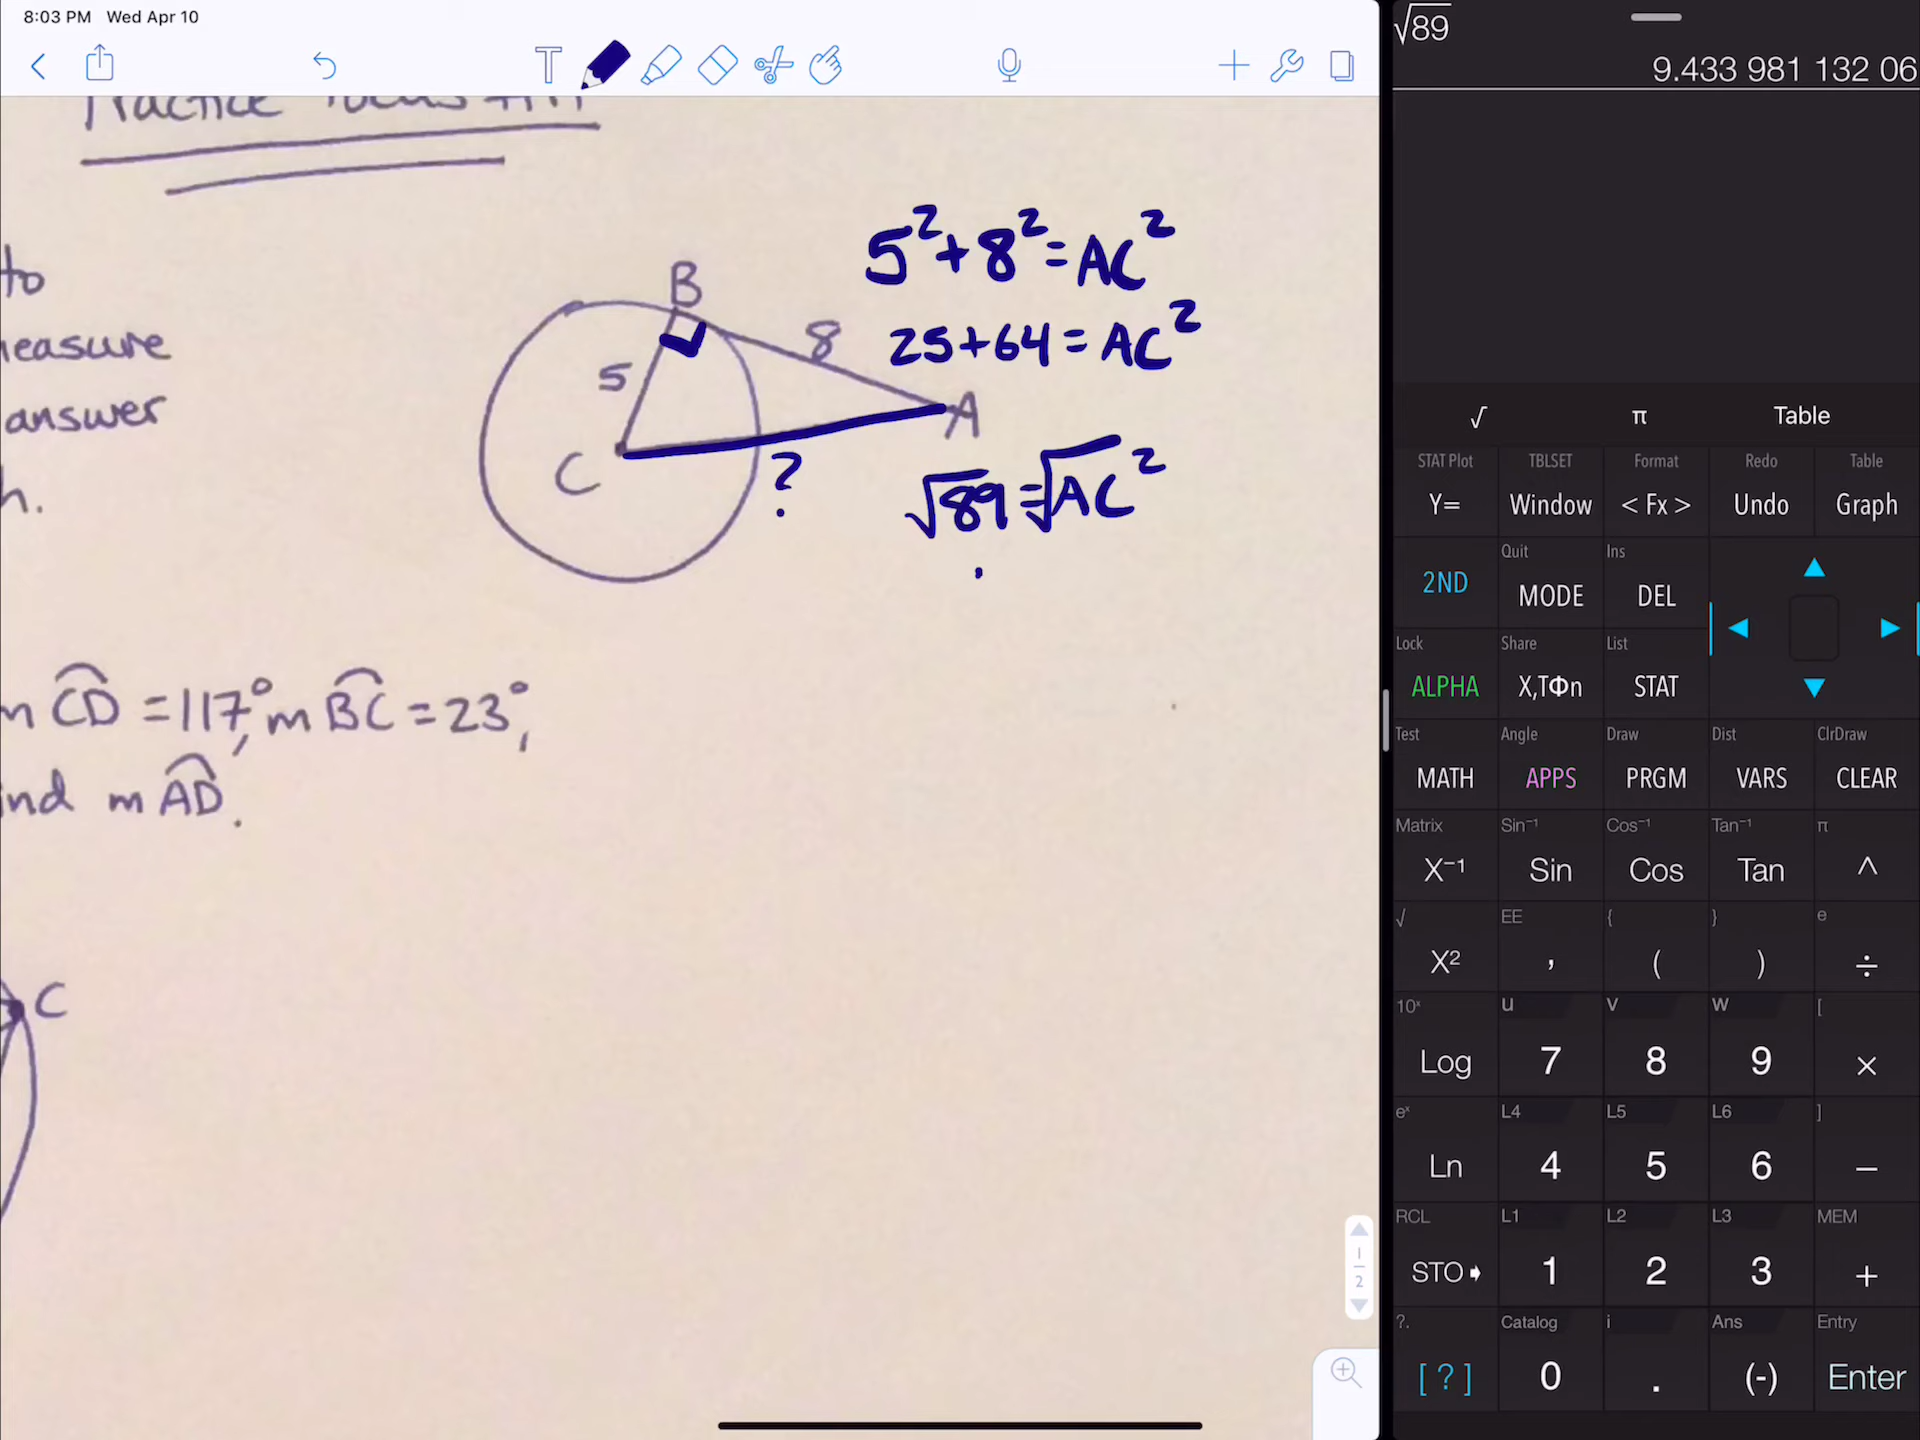 8:03 PM Wed Apr 10
T
Practice
to
measure
answer
h.
B
5
8
C
A
?
5²+8²=AC²
25+64=AC²
√89=√AC²
.
m CD =117°, m BC =23°,
ind m AD.
C
1
2
√89
9.433 981 132 06
√ π Table
STAT Plot TBLSET Format Redo Table
Y= Window < Fx > Undo Graph
Quit Ins
2ND MODE DEL
Lock Share List
ALPHA X,TΦn STAT
Test Angle Draw Dist ClrDraw
MATH APPS PRGM VARS CLEAR
Matrix Sin⁻¹ Cos⁻¹ Tan⁻¹ π
X⁻¹ Sin Cos Tan ^
√ EE { } e
X² , ( ) ÷
10ˣ u v w [
Log 7 8 9 ×
eˣ L4 L5 L6 ]
Ln 4 5 6 −
RCL L1 L2 L3 MEM
STO➧ 1 2 3 +
?. Catalog i Ans Entry
[ ? ] 0 . (-) Enter